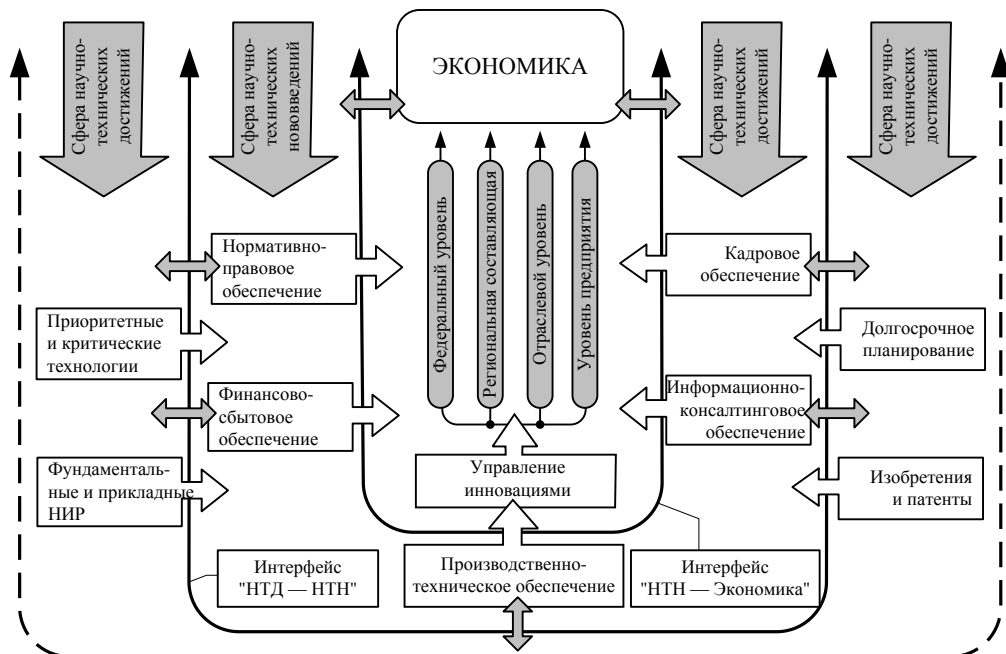 Сфера научно-
технических
достижений
Сфера научно-
технических
нововведений
ЭКОНОМИКА
Сфера научно-
технических
достижений
Сфера научно-
технических
достижений
Федеральный уровень
Региональная составляющая
Отраслевой уровень
Уровень предприятия
Нормативно-
правовое
обеспечение
Кадровое
обеспечение
Приоритетные
и критические
технологии
Долгосрочное
планирование
Финансово-
сбытовое
обеспечение
Информационно-
консалтинговое
обеспечение
Фундаменталь-
ные и прикладные
НИР
Управление
инновациями
Изобретения
и патенты
Интерфейс
"НТД — НТН"
Производственно-
техническое обеспечение
Интерфейс
"НТН — Экономика"